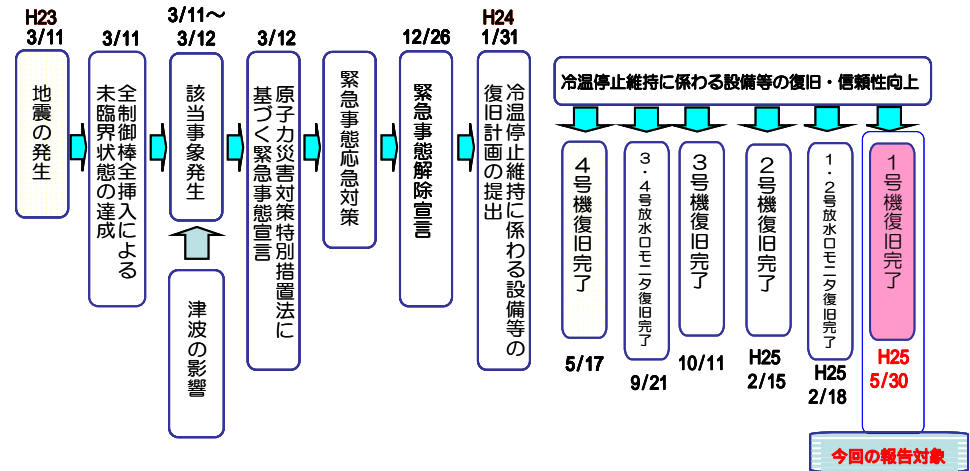 H23
3/11
地震の発生
3/11
全制御棒全挿入による
未臨界状態の達成
3/11～
3/12
該当事象発生
津波の影響
3/12
原子力災害対策特別措置法に
基づく緊急事態宣言
緊急事態応急対策
12/26
緊急事態解除宣言
H24
1/31
冷温停止維持に係わる設備等の
復旧計画の提出
冷温停止維持に係わる設備等の復旧・信頼性向上
4号機復旧完了
5/17
3・4号放水口モニタ復旧完了
9/21
3号機復旧完了
10/11
2号機復旧完了
H25
2/15
1・2号放水口モニタ復旧完了
H25
2/18
1号機復旧完了
H25
5/30
今回の報告対象